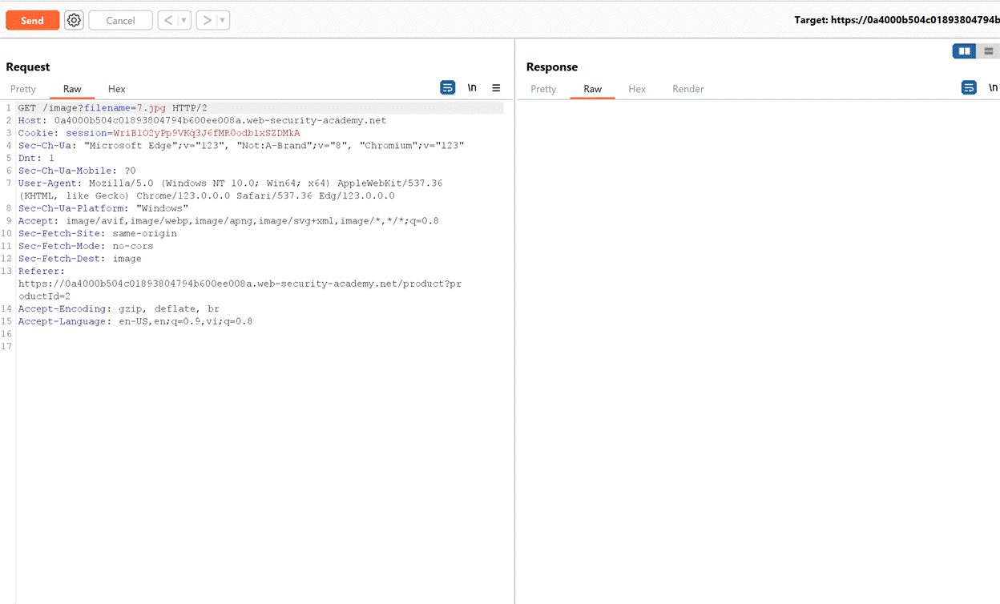 Send Cancel < ▼ > ▼ Target: https://0a4000b504c01893804794b
Request
Pretty Raw Hex \n
1 GET /image?filename=7.jpg HTTP/2
2 Host: 0a4000b504c01893804794b600ee008a.web-security-academy.net
3 Cookie: session=WriB1O2yPp9VKq3J6fMR0odblxSZDMkA
4 Sec-Ch-Ua: "Microsoft Edge";v="123", "Not:A-Brand";v="8", "Chromium";v="123"
5 Dnt: 1
6 Sec-Ch-Ua-Mobile: ?0
7 User-Agent: Mozilla/5.0 (Windows NT 10.0; Win64; x64) AppleWebKit/537.36
(KHTML, like Gecko) Chrome/123.0.0.0 Safari/537.36 Edg/123.0.0.0
8 Sec-Ch-Ua-Platform: "Windows"
9 Accept: image/avif,image/webp,image/apng,image/svg+xml,image/*,*/*;q=0.8
10 Sec-Fetch-Site: same-origin
11 Sec-Fetch-Mode: no-cors
12 Sec-Fetch-Dest: image
13 Referer:
https://0a4000b504c01893804794b600ee008a.web-security-academy.net/product?pr
oductId=2
14 Accept-Encoding: gzip, deflate, br
15 Accept-Language: en-US,en;q=0.9,vi;q=0.8
16
17
Response
Pretty Raw Hex Render \n